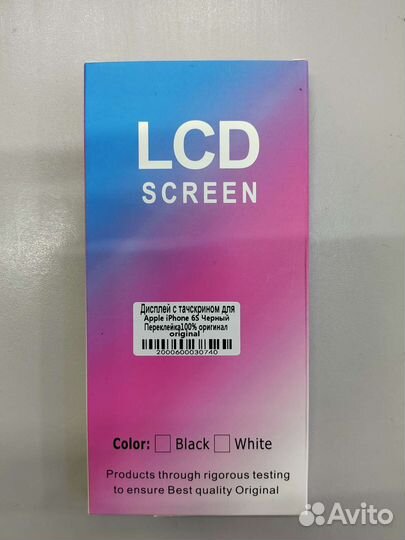 LCD
SCREEN
Дисплей с тачскрином для
Apple iPhone 6S Черный
Переклейка100% оригинал
original
2000600030740
Color: Black White
Products through rigorous testing
to ensure Best quality Original
Avito